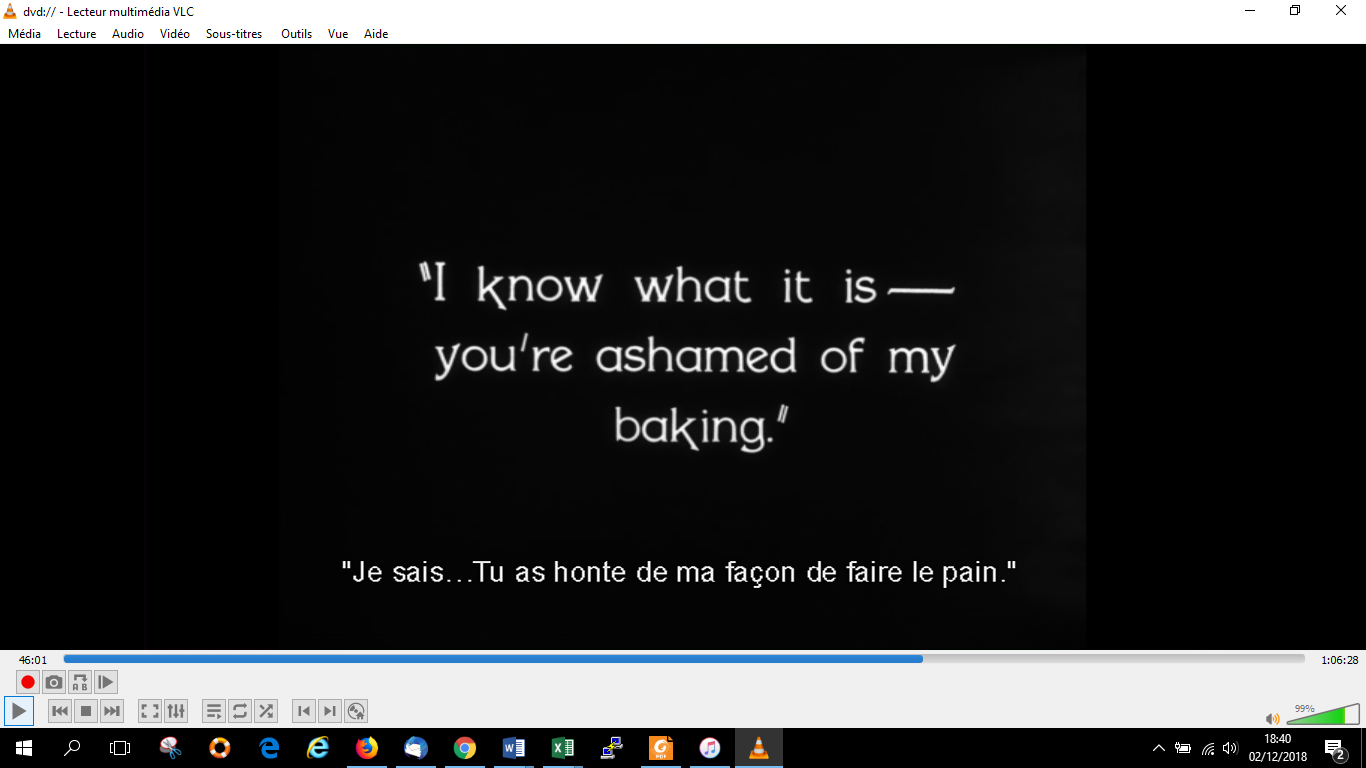 dvd:// - Lecteur multimédia VLC
Média Lecture Audio Vidéo Sous-titres Outils Vue Aide
"I know what it is—
you're ashamed of my
baking."
"Je sais...Tu as honte de ma façon de faire le pain."
46:01 1:06:28
A B
99%
W X PDF
18:40
02/12/2018
2